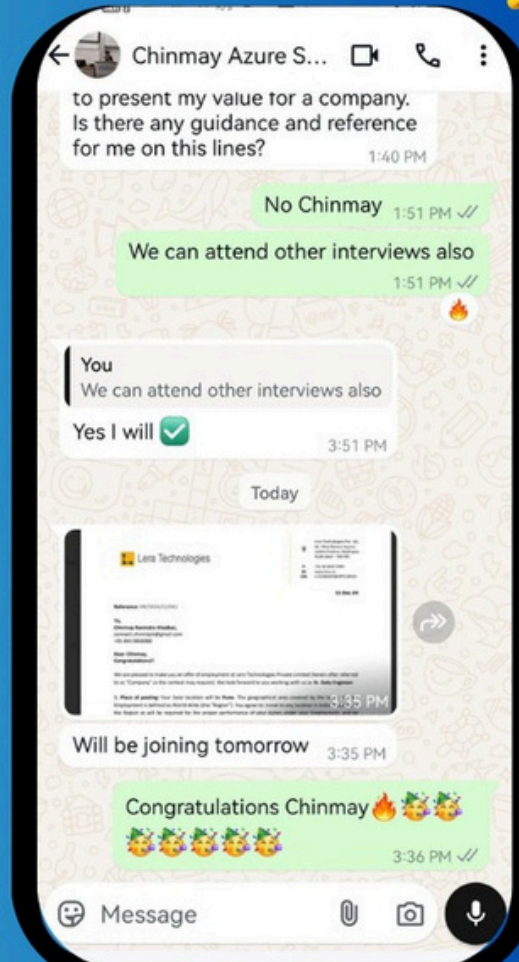 Chinmay Azure S...
to present my value for a company.
Is there any guidance and reference
for me on this lines?
1:40 PM
No Chinmay 1:51 PM
We can attend other interviews also
1:51 PM
You
We can attend other interviews also
Yes I will
3:51 PM
Today
Lera Technologies
To,
Dear Chinmay,
Congratulations!!
3:35 PM
Will be joining tomorrow 3:35 PM
Congratulations Chinmay🔥🥳🥳
🥳🥳🥳🥳🥳
3:36 PM
Message